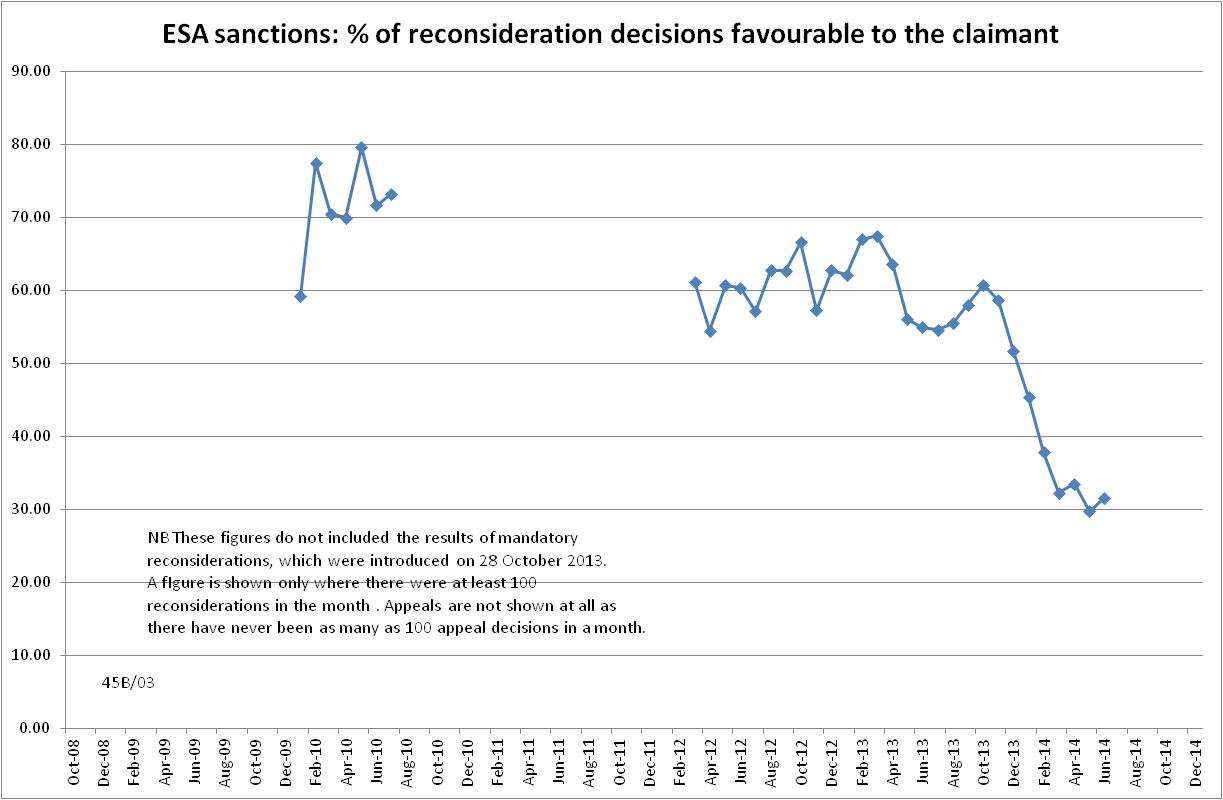 ESA sanctions: % of reconsideration decisions favourable to the claimant
90.00
80.00
70.00
60.00
50.00
40.00
30.00
20.00
10.00
0.00
NB These figures do not included the results of mandatory
reconsiderations, which were introduced on 28 October 2013.
A figure is shown only where there were at least 100
reconsiderations in the month . Appeals are not shown at all as
there have never been as many as 100 appeal decisions in a month.
45B/03
Oct-08
Dec-08
Feb-09
Apr-09
Jun-09
Aug-09
Oct-09
Dec-09
Feb-10
Apr-10
Jun-10
Aug-10
Oct-10
Dec-10
Feb-11
Apr-11
Jun-11
Aug-11
Oct-11
Dec-11
Feb-12
Apr-12
Jun-12
Aug-12
Oct-12
Dec-12
Feb-13
Apr-13
Jun-13
Aug-13
Oct-13
Dec-13
Feb-14
Apr-14
Jun-14
Aug-14
Oct-14
Dec-14